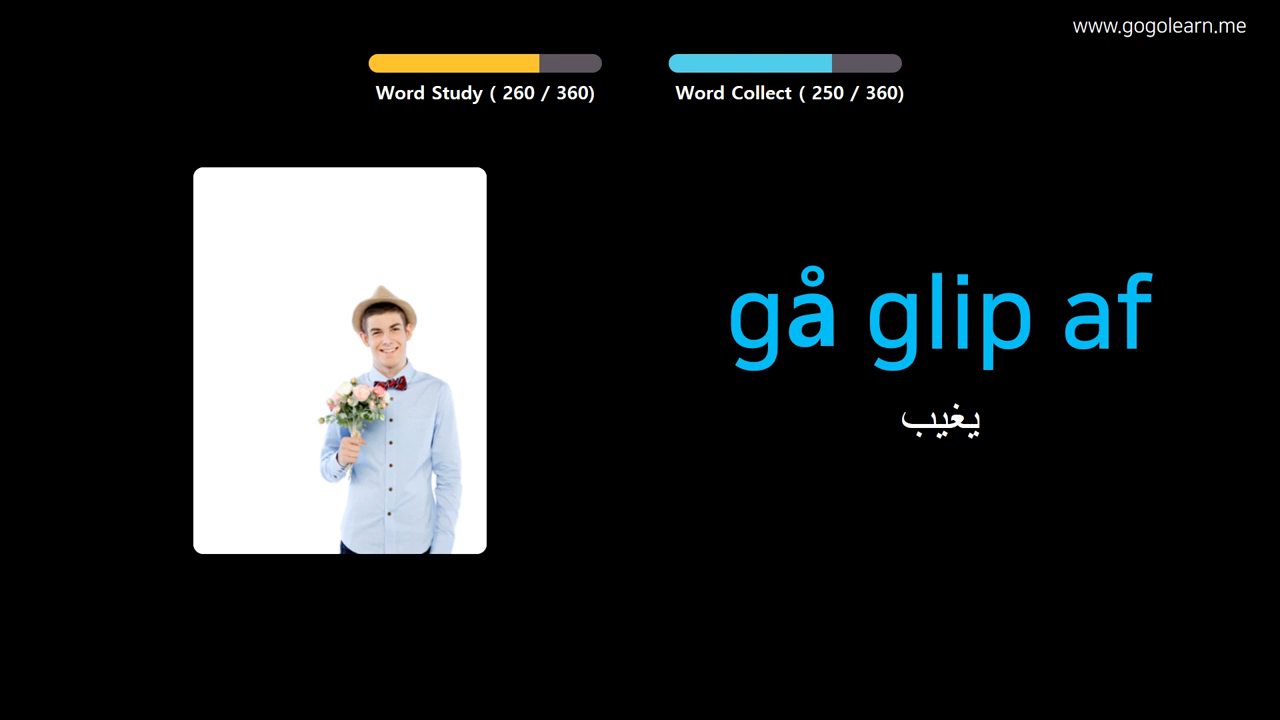 www.gogolearn.me
Word Study ( 260 / 360)
Word Collect ( 250 / 360)
gå glip af
يغيب